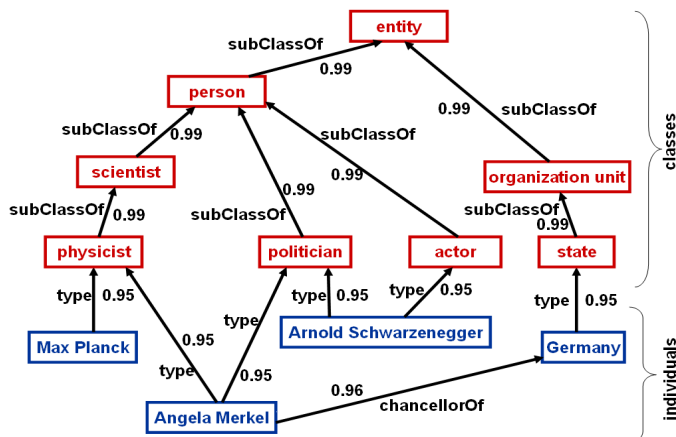 entity
subClassOf
0.99
person
0.99
subClassOf
classes
subClassOf
0.99
subClassOf
scientist
0.99
0.99
organization unit
subClassOf
0.99
subClassOf
subClassOf
0.99
physicist
politician
actor
state
type
0.95
type
0.95
type
0.95
type
0.95
Max Planck
0.95
type
Arnold Schwarzenegger
Germany
individuals
type
0.95
0.96
chancellorOf
Angela Merkel